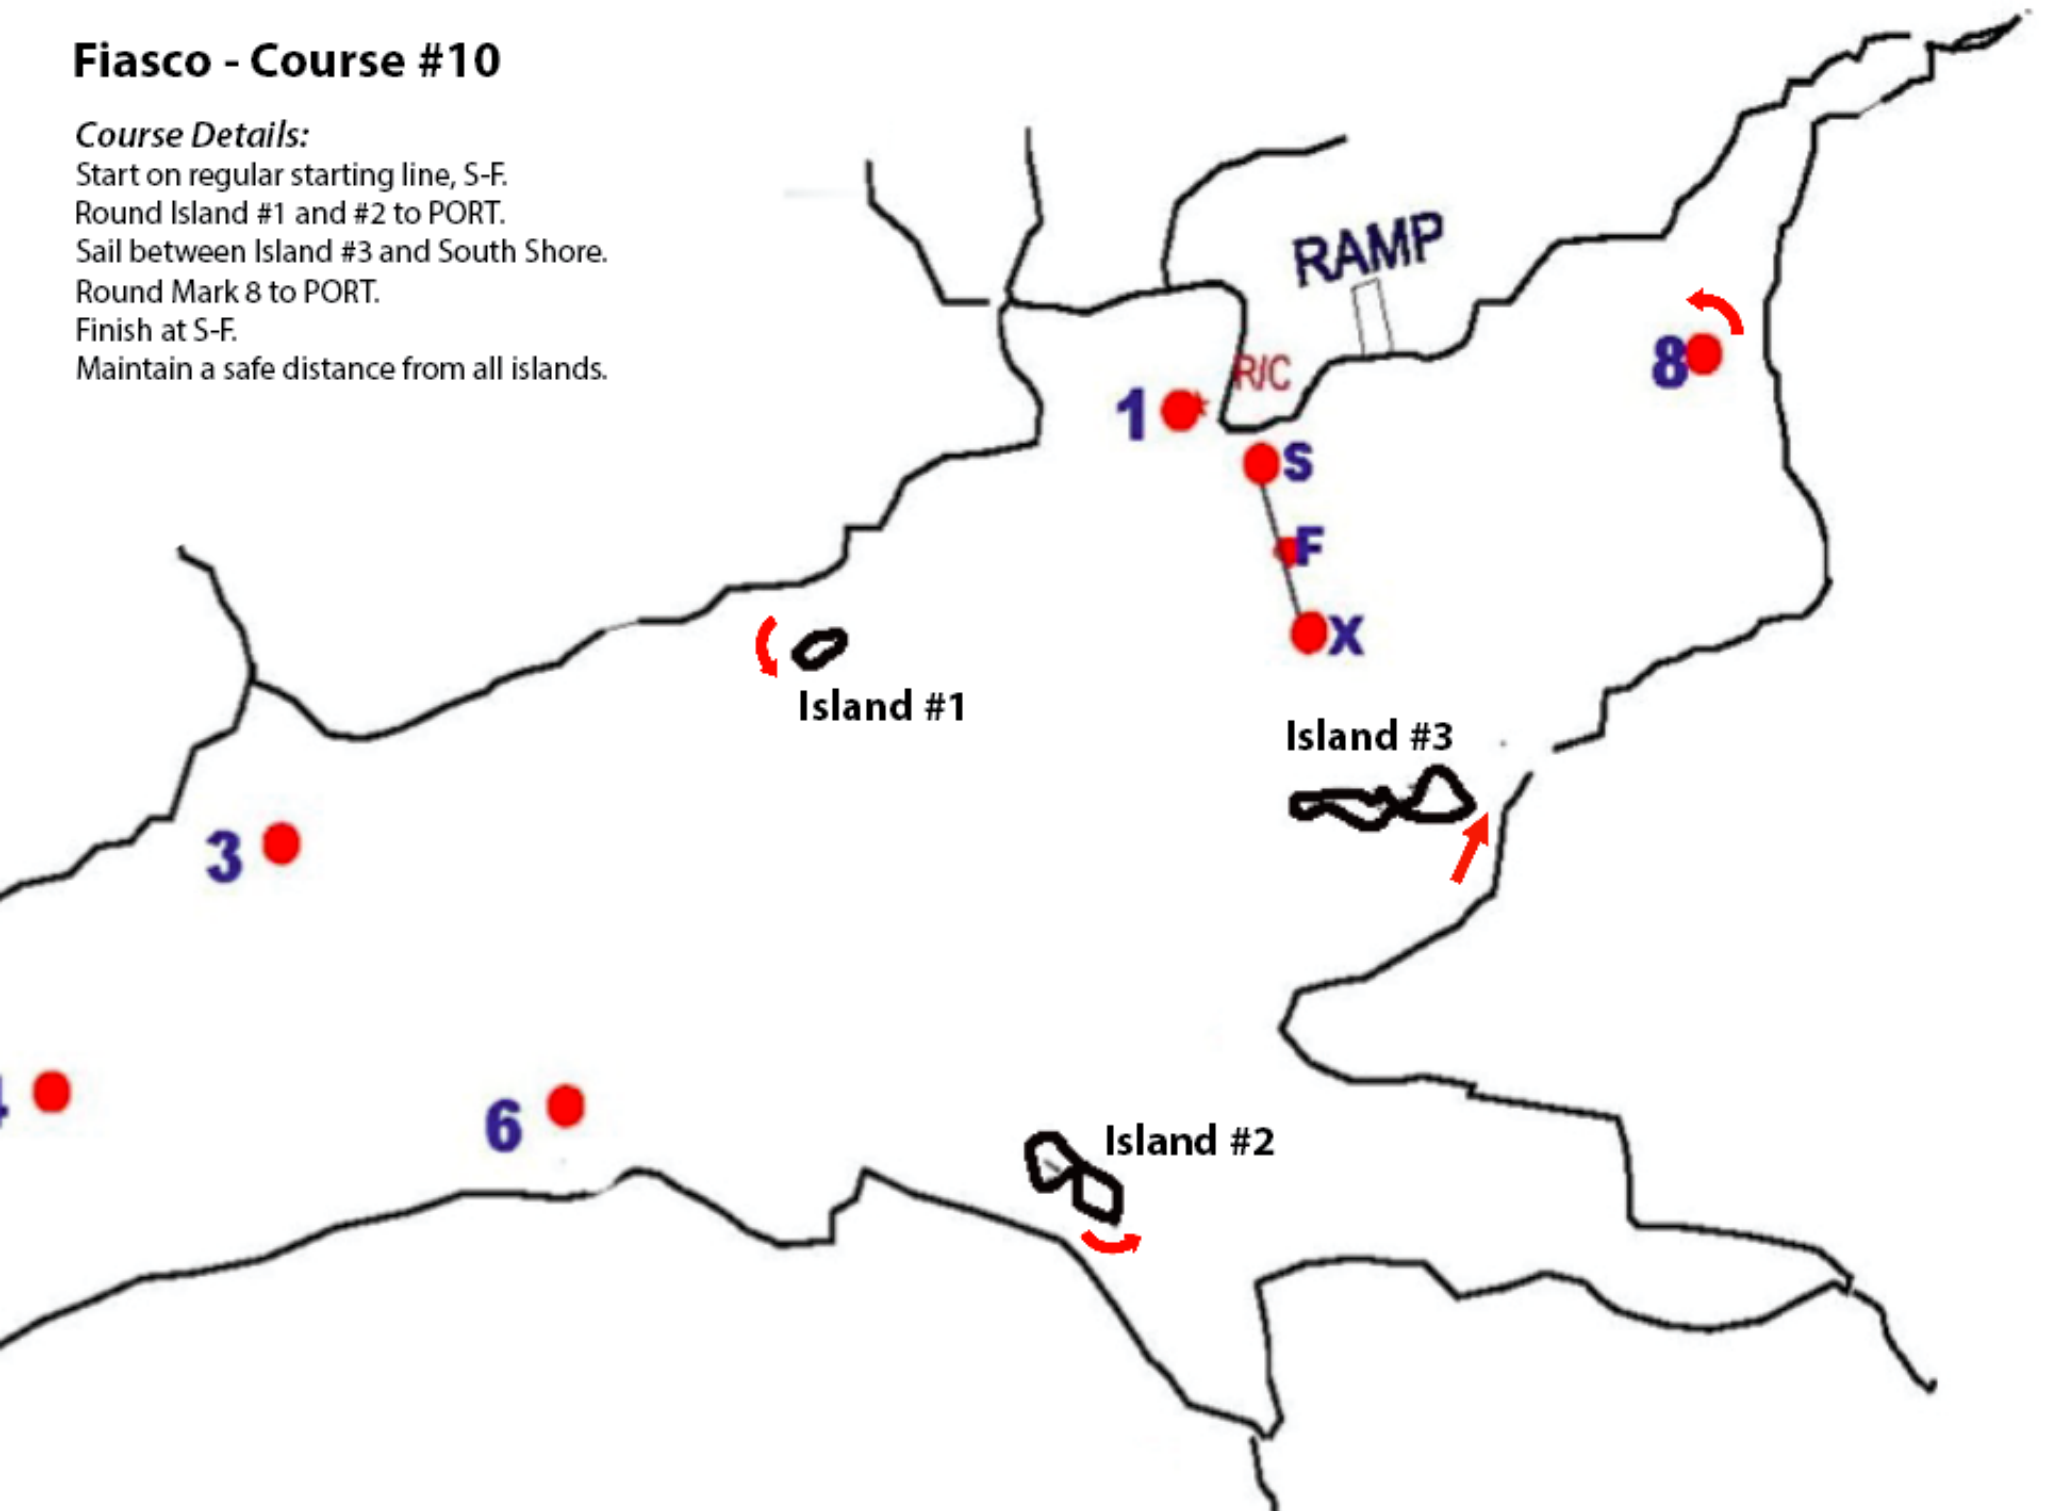 Fiasco - Course #10
Course Details:
Start on regular starting line, S-F.
Round Island #1 and #2 to PORT.
Sail between Island #3 and South Shore.
Round Mark 8 to PORT.
Finish at S-F.
Maintain a safe distance from all islands.
RAMP
R/C
8
1
S
F
X
Island #1
Island #3
3
4
6
Island #2